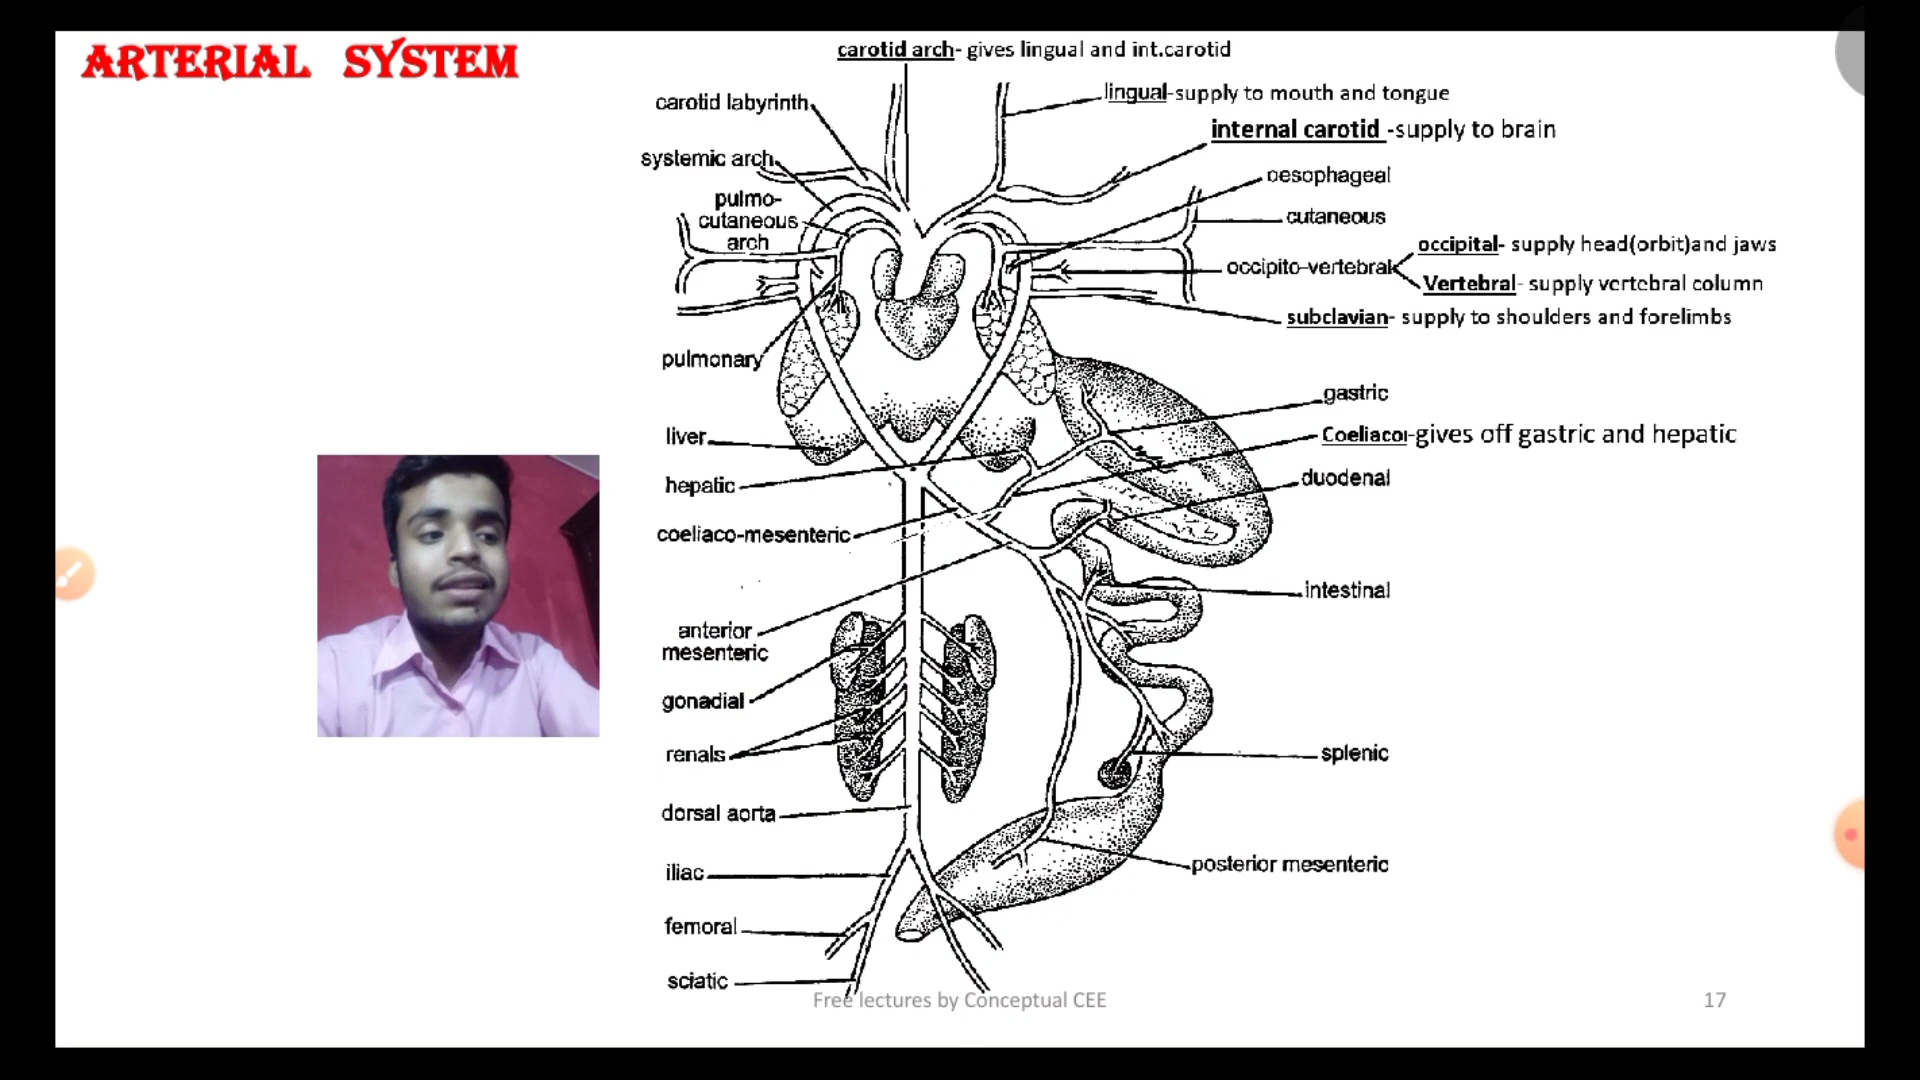 ARTERIAL SYSTEM
carotid arch- gives lingual and int.carotid
carotid labyrinth
lingual-supply to mouth and tongue
internal carotid -supply to brain
systemic arch
oesophageal
pulmo-
cutaneous
arch
cutaneous
occipital- supply head(orbit)and jaws
occipito-vertebral
Vertebral- supply vertebral column
subclavian- supply to shoulders and forelimbs
pulmonary
gastric
liver
Coeliaco-gives off gastric and hepatic
hepatic
duodenal
coeliaco-mesenteric
intestinal
anterior
mesenteric
gonadial
renals
splenic
dorsal aorta
posterior mesenteric
iliac
femoral
sciatic
Free lectures by Conceptual CEE
17